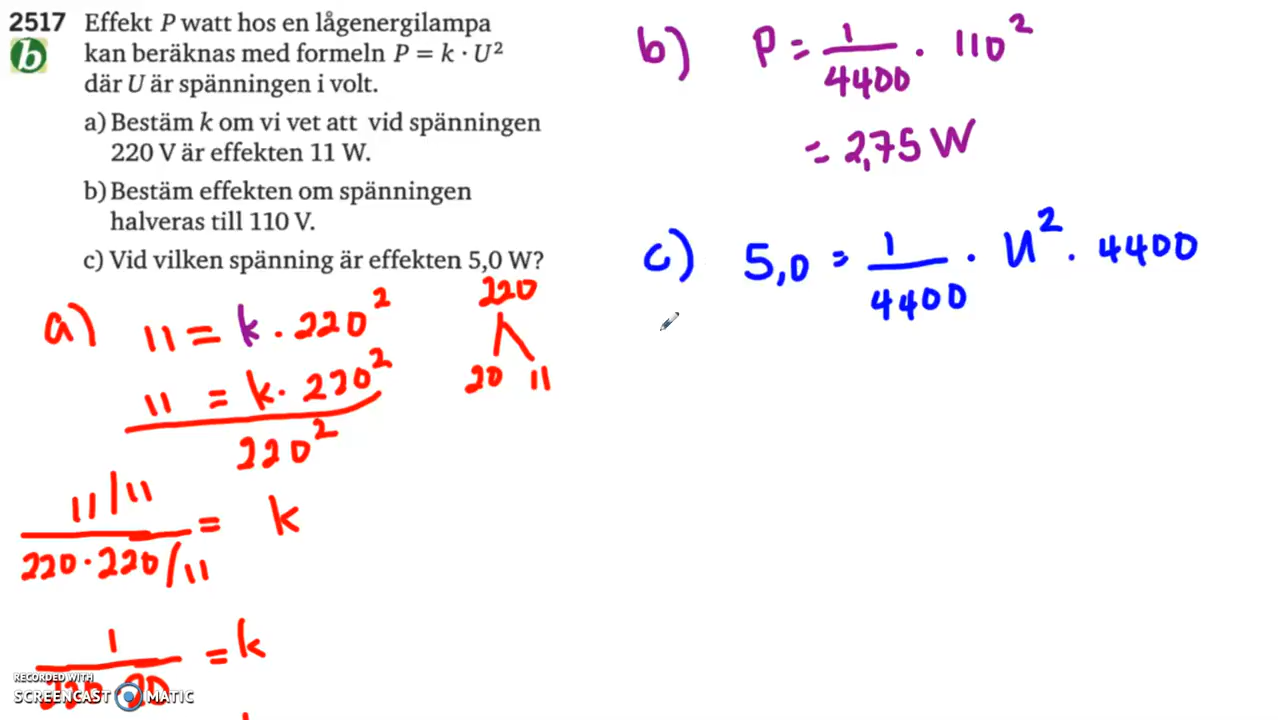 2517 Effekt P watt hos en lågenergilampa
b kan beräknas med formeln P = k · U²
där U är spänningen i volt.
a) Bestäm k om vi vet att vid spänningen
220 V är effekten 11 W.
b) Bestäm effekten om spänningen
halveras till 110 V.
c) Vid vilken spänning är effekten 5,0 W?
a) 11 = k · 220²
11 = k · 220²
220²
220
20 11
11/11 = k
220 · 220/11
1 = k
220 · 20
b) P = 1/4400 · 110²
= 2,75 W
c) 5,0 = 1/4400 · U² · 4400
RECORDED WITH
SCREENCAST MATIC